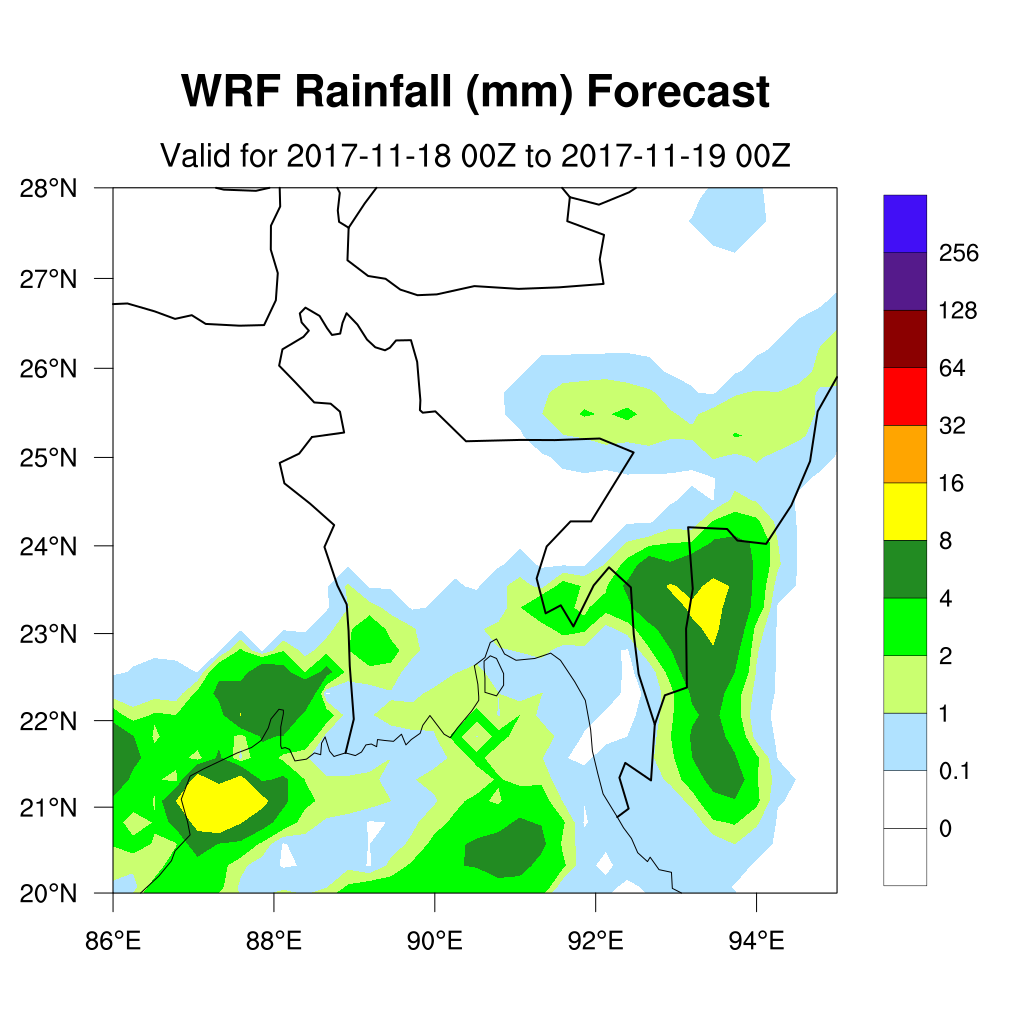 WRF Rainfall (mm) Forecast
Valid for 2017-11-18 00Z to 2017-11-19 00Z
28°N
27°N
26°N
25°N
24°N
23°N
22°N
21°N
20°N
86°E 88°E 90°E 92°E 94°E
256
128
64
32
16
8
4
2
1
0.1
0